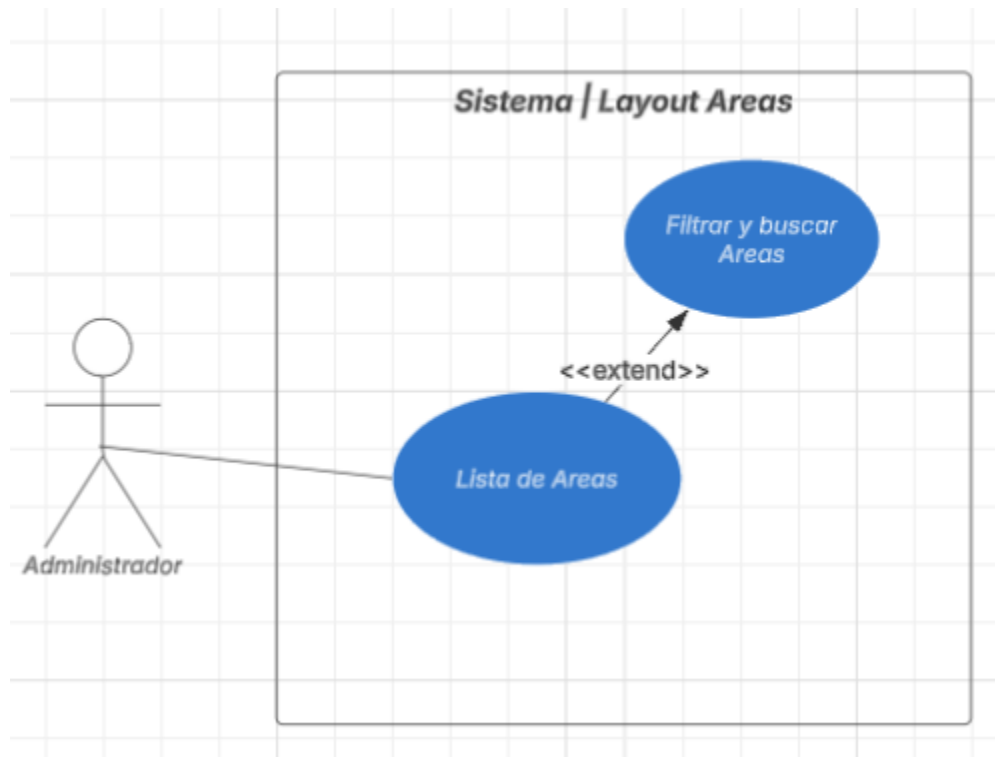 Sistema | Layout Areas
Filtrar y buscar
Areas
<<extend>>
Lista de Areas
Administrador